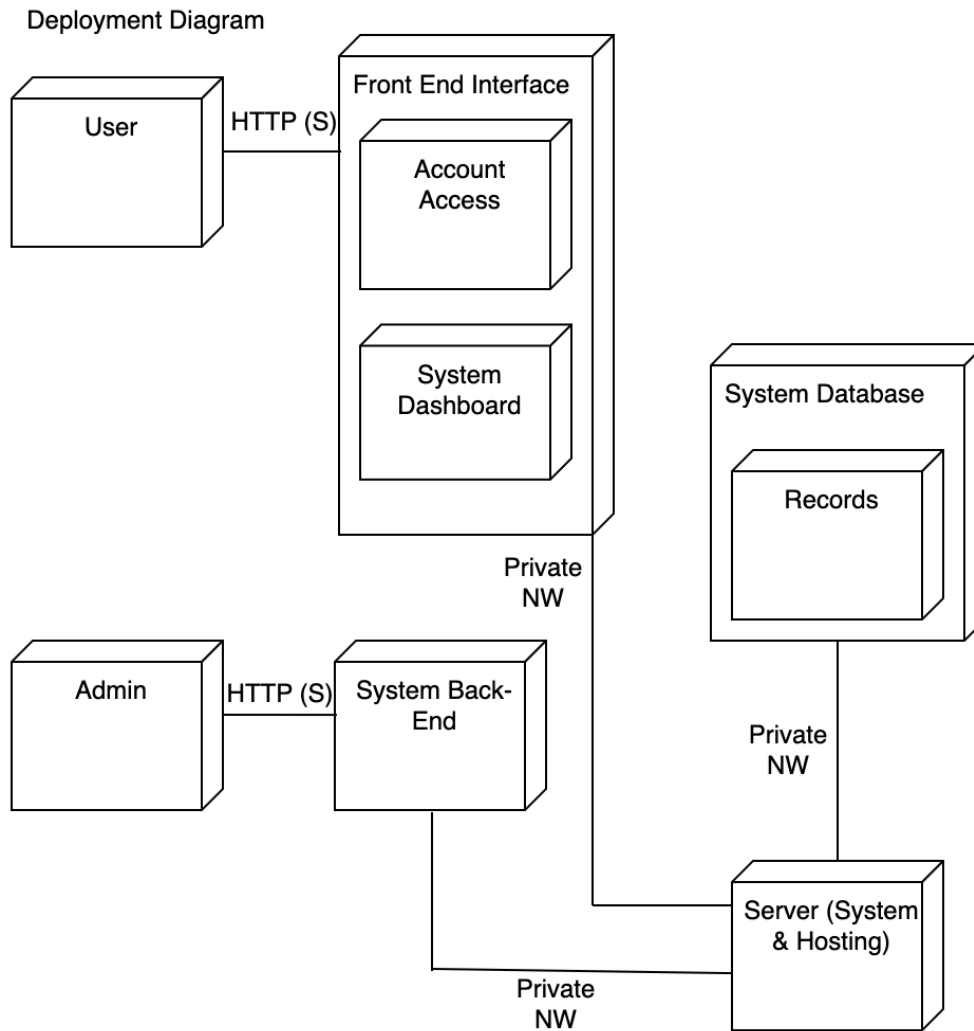 Deployment Diagram
User
HTTP (S)
Front End Interface
Account
Access
System
Dashboard
System Database
Records
Private
NW
Admin
HTTP (S)
System Back-
End
Private
NW
Server (System
& Hosting)
Private
NW